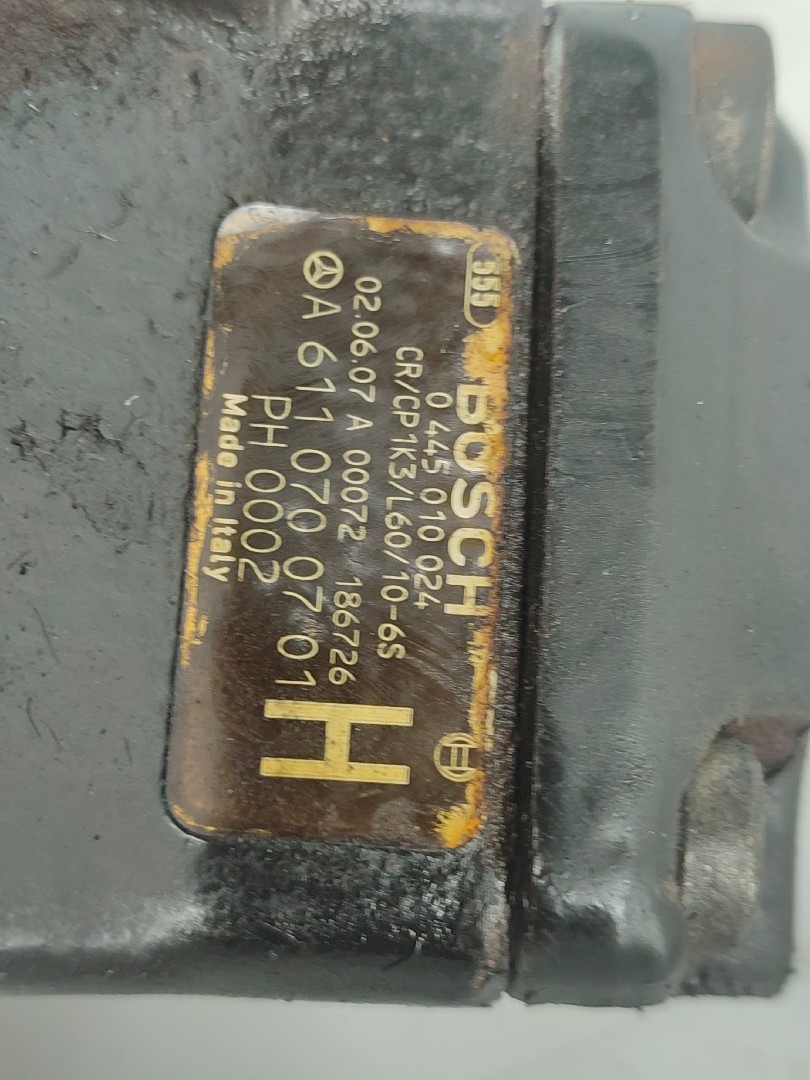 555
BOSCH
0 445 010 024
CR/CP1K3/L60/10-6S
02.06.07 A 00072 186726
A 611 070 07 01
PH 0002
H
Made in Italy